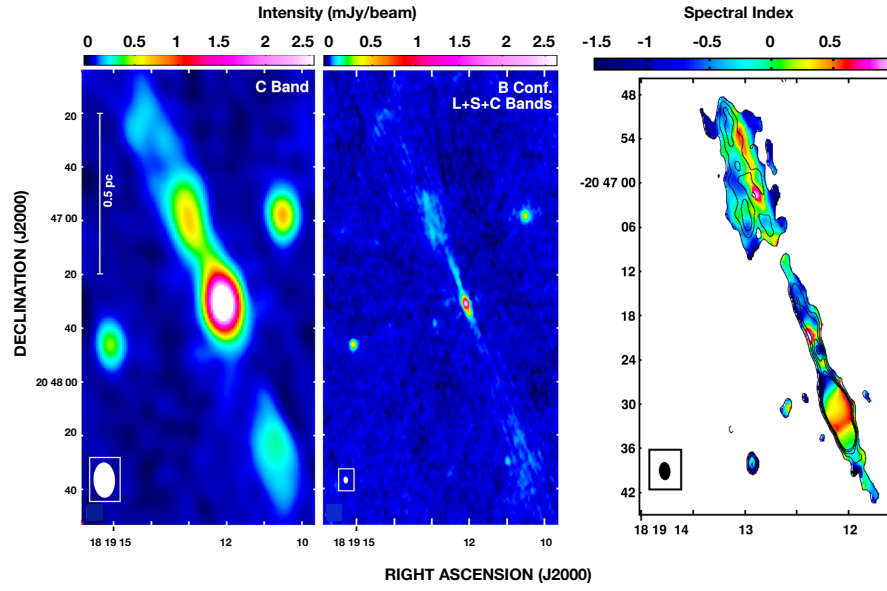 Intensity (mJy/beam)
Spectral Index
0 0.5 1 1.5 2 2.5
0 0.5 1 1.5 2 2.5
-1.5 -1 -0.5 0 0.5
C Band
B Conf.
L+S+C Bands
0.5 pc
DECLINATION (J2000)
20
40
47 00
20
40
20 48 00
20
40
48
54
-20 47 00
06
12
18
24
30
36
42
18 19 15 12 10
18 19 15 12 10
18 19 14 13 12
RIGHT ASCENSION (J2000)